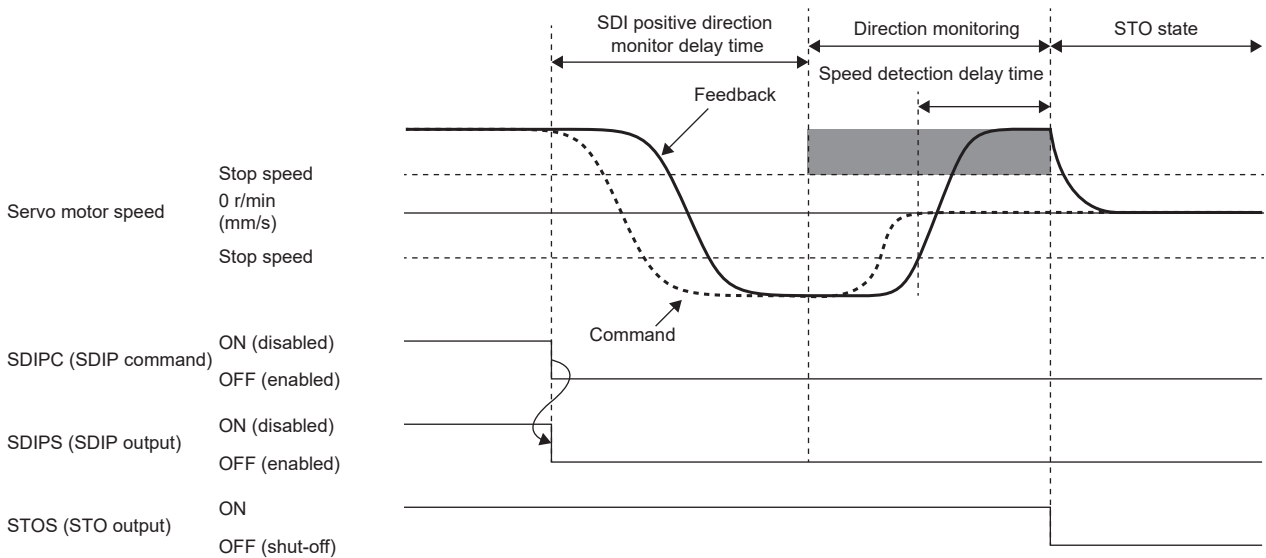 SDI positive direction
monitor delay time
Direction monitoring
STO state
Speed detection delay time
Feedback
Stop speed
Servo motor speed
0 r/min
(mm/s)
Stop speed
Command
SDIPC (SDIP command)
ON (disabled)
OFF (enabled)
SDIPS (SDIP output)
ON (disabled)
OFF (enabled)
STOS (STO output)
ON
OFF (shut-off)